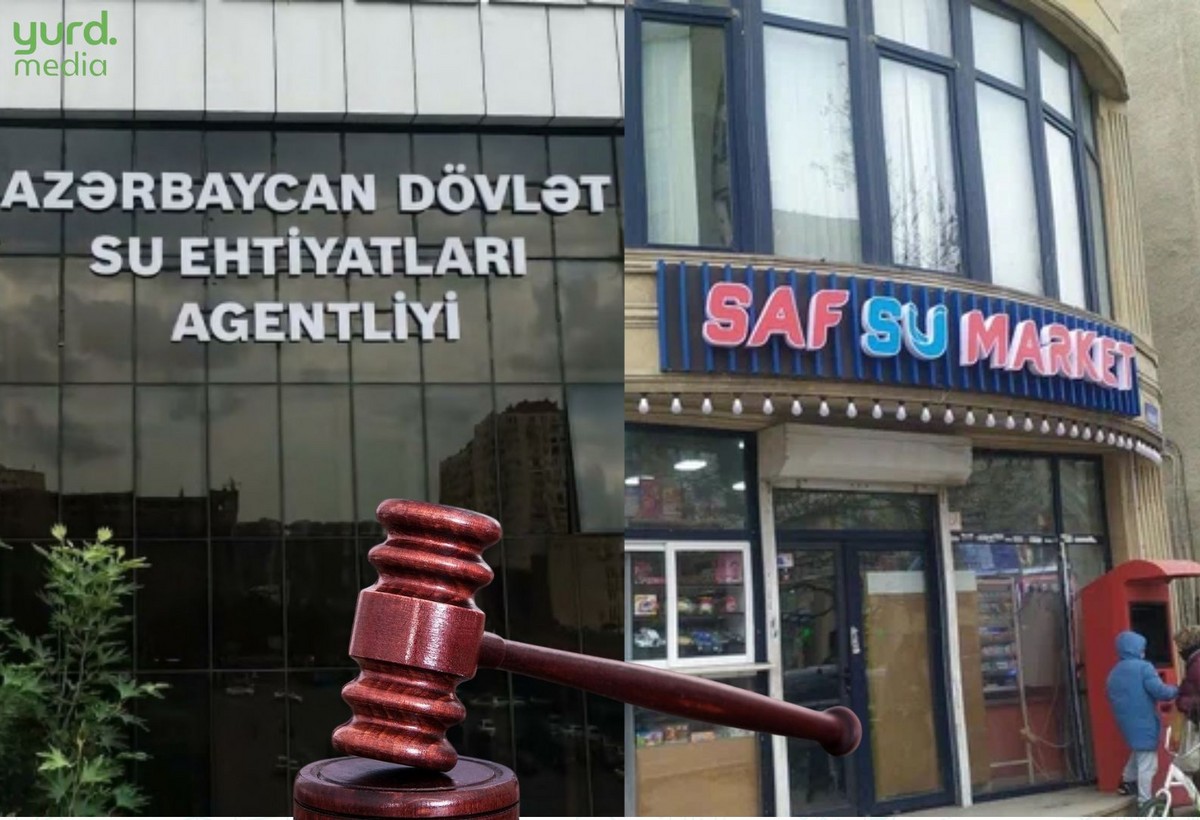 yurd.
media
AZƏRBAYCAN DÖVLƏT
SU EHTİYATLARI
AGENTLİYİ
SAF SU MARKET